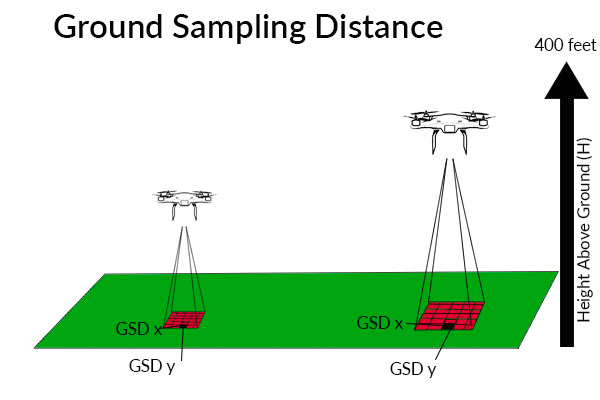 Ground Sampling Distance
400 feet
Height Above Ground (H)
GSD x
GSD y
GSD x
GSD y